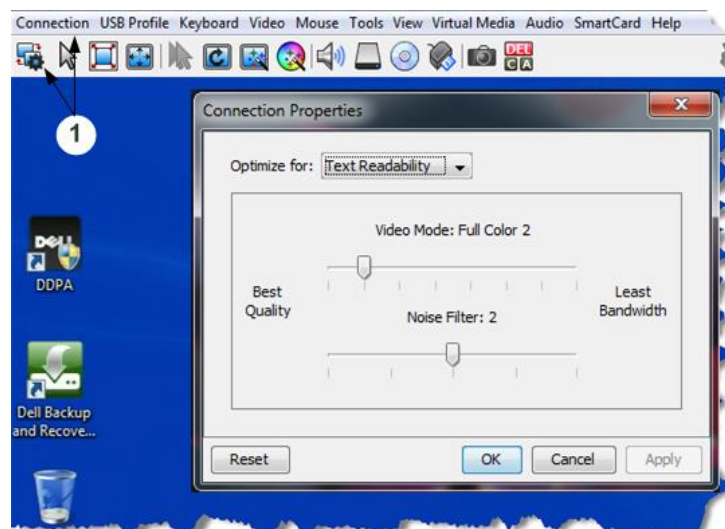 Connection USB Profile Keyboard Video Mouse Tools View Virtual Media Audio SmartCard Help
DEL
C A
1
Connection Properties
Optimize for: Text Readability
Video Mode: Full Color 2
Best Quality
Least Bandwidth
Noise Filter: 2
Reset OK Cancel Apply
DELL
DDPA
Dell Backup
and Recove...